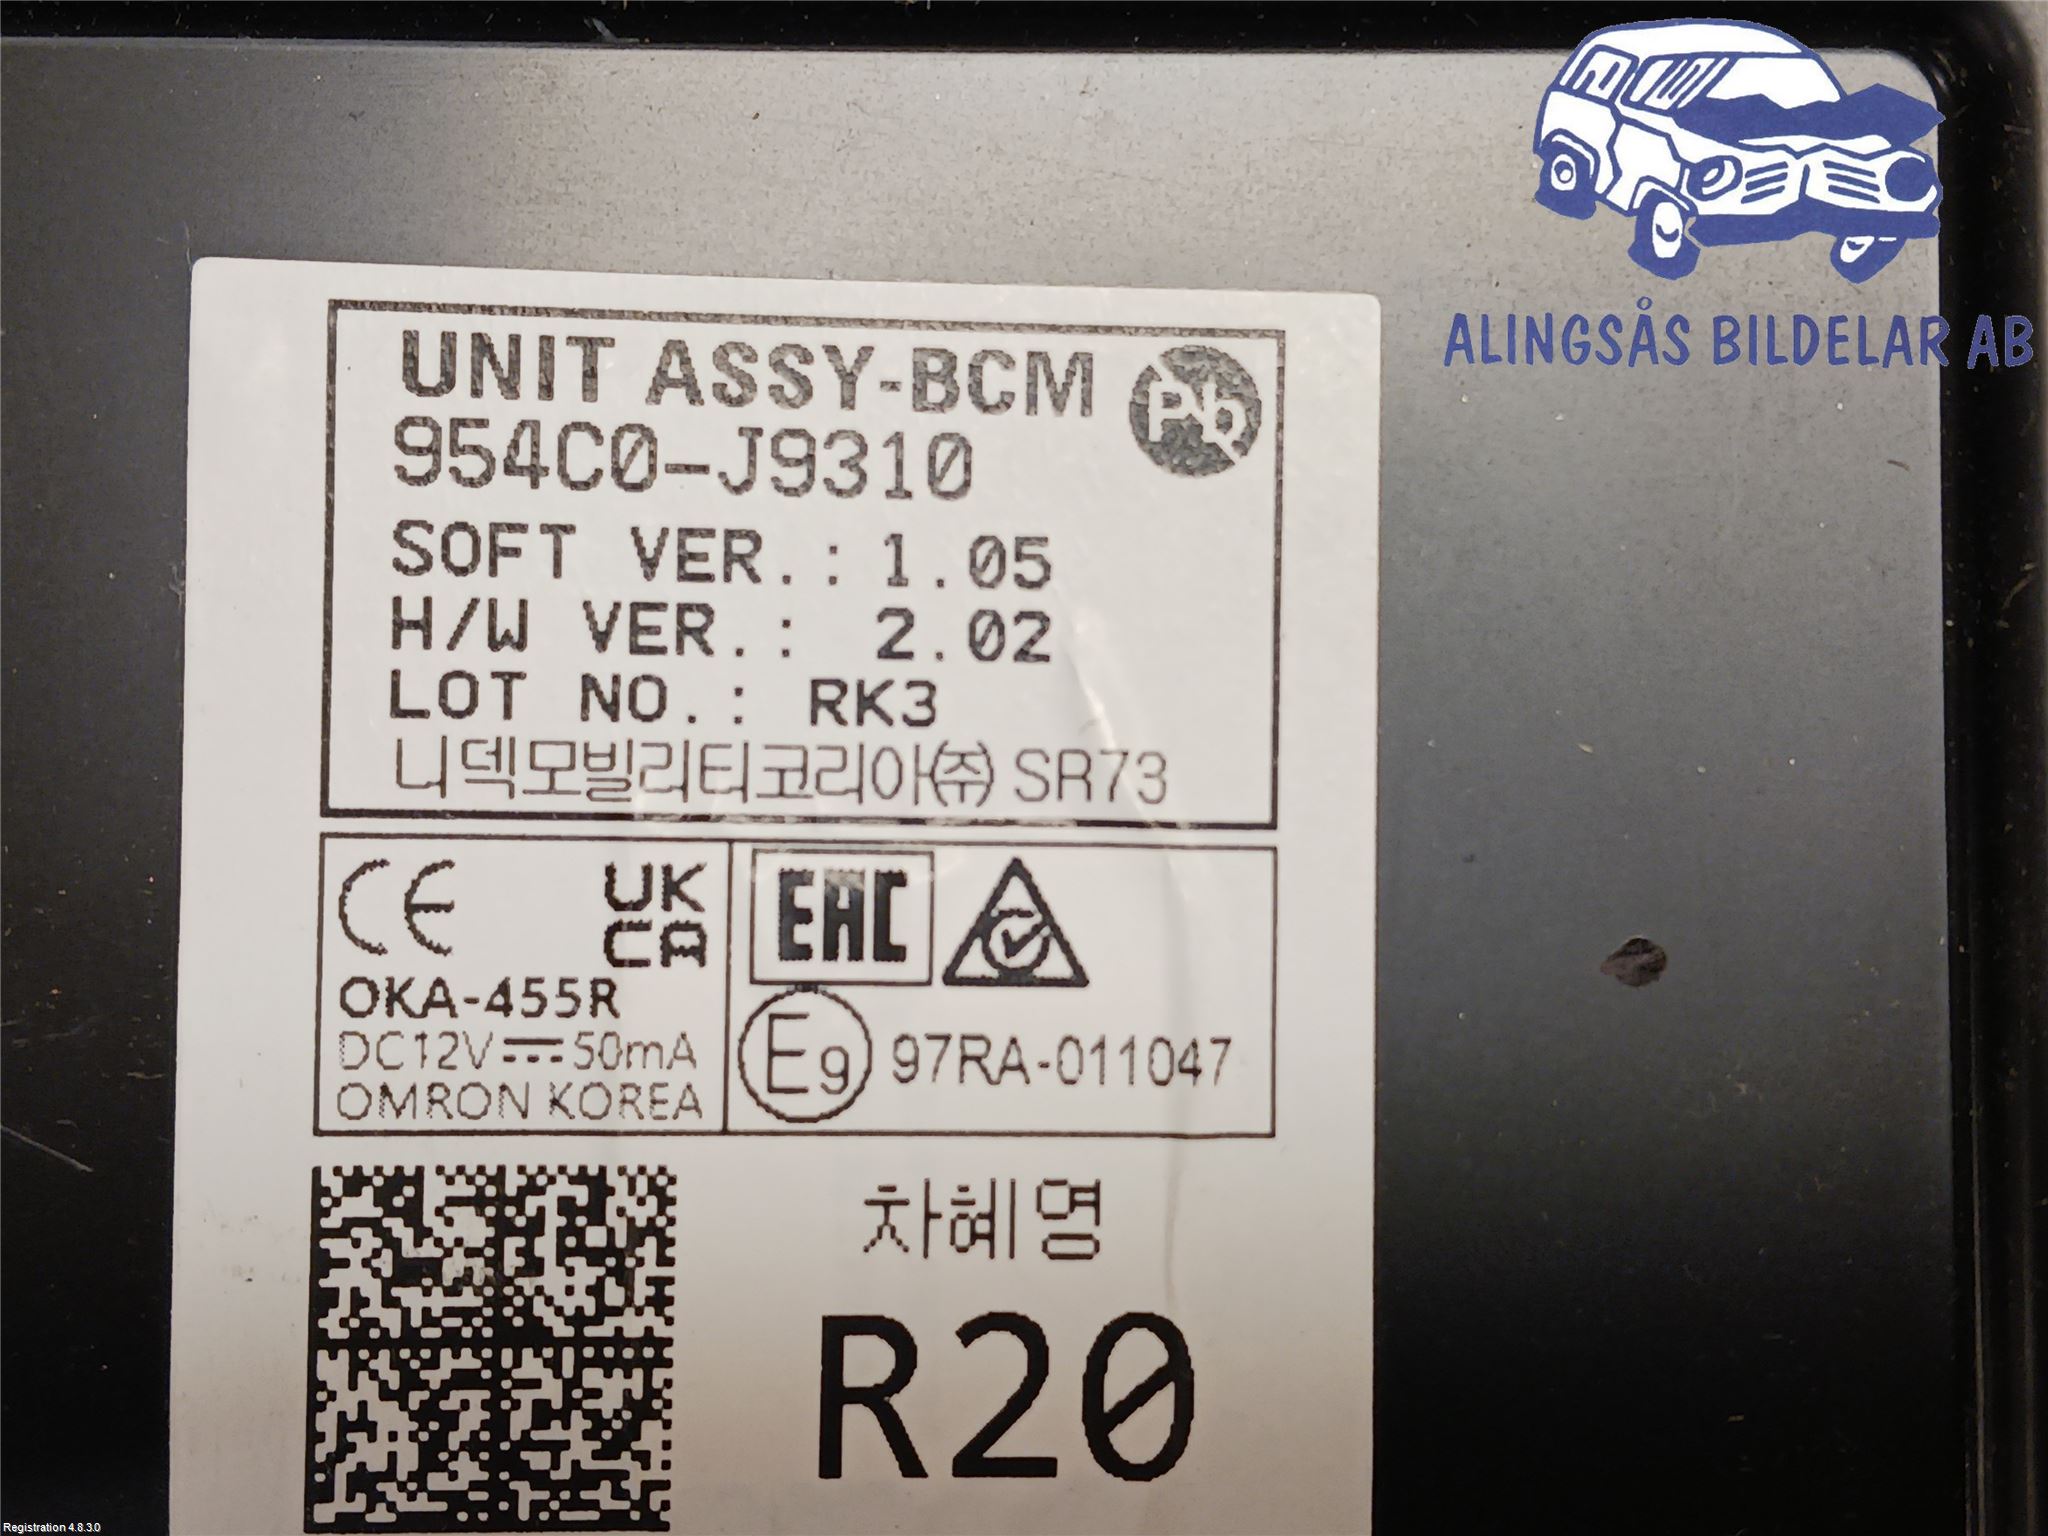 ALINGSÅS BILDELAR AB
UNIT ASSY-BCM
Pb
954C0-J9310
SOFT VER.: 1.05
H/W VER.: 2.02
LOT NO.: RK3
니덱모빌리티코리아㈜ SR73
CE
UK
CA
OKA-455R
DC12V⎓50mA
OMRON KOREA
EAC
E9 97RA-011047
차혜영
R20
Registration 4.8.3.0